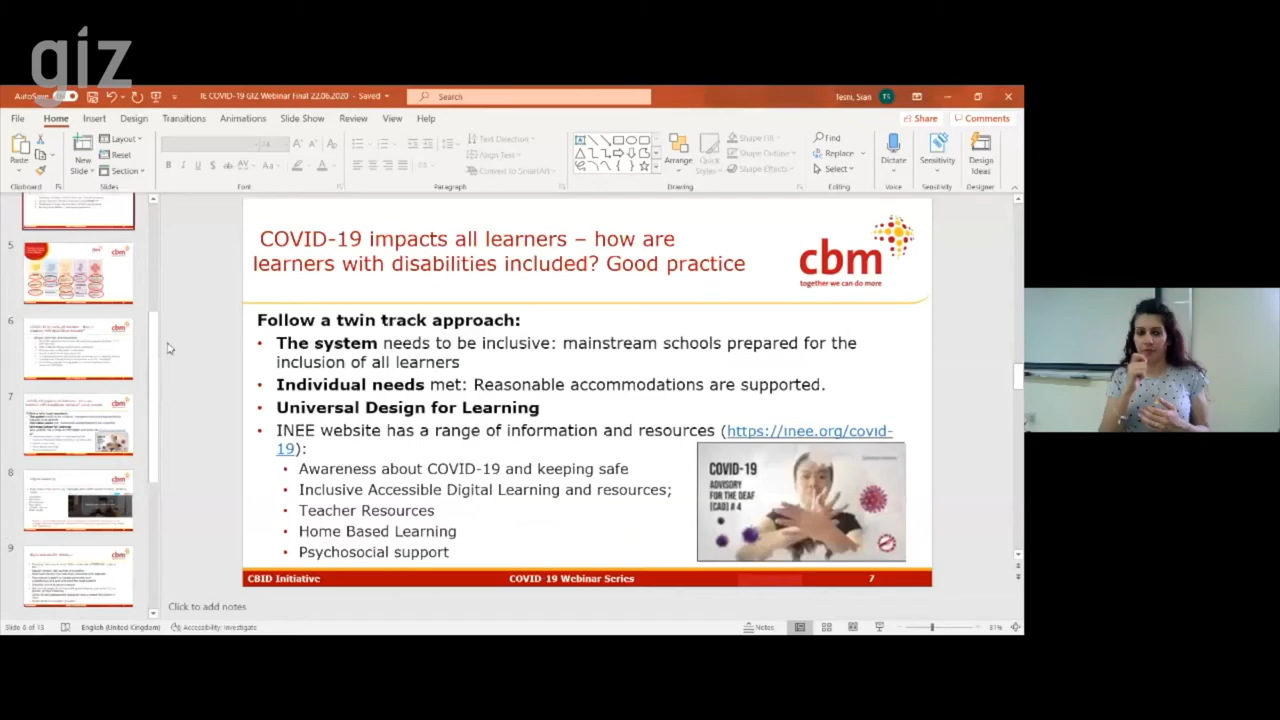 giz
AutoSave
IE COVID-19 GIZ Webinar Final 22.06.2020 - Saved
Search
Tesni, Sian
TS
File Home Insert Design Transitions Animations Slide Show Review View Help
Share Comments
Paste
New Slide
Layout
Reset
Section
Text Direction
Align Text
Convert to SmartArt
Arrange
Quick Styles
Shape Fill
Shape Outline
Shape Effects
Find
Replace
Select
Dictate
Sensitivity
Design Ideas
Clipboard Slides Font Paragraph Drawing Editing Voice Sensitivity Designer
5
6
7
8
9
COVID-19 impacts all learners – how are
learners with disabilities included? Good practice
cbm
together we can do more
Follow a twin track approach:
• The system needs to be inclusive: mainstream schools prepared for the
inclusion of all learners
• Individual needs met: Reasonable accommodations are supported.
• Universal Design for Learning
• INEE website has a range of information and resources (https://inee.org/covid-
19):
• Awareness about COVID-19 and keeping safe
• Inclusive Accessible Digital Learning and resources;
• Teacher Resources
• Home Based Learning
• Psychosocial support
COVID-19
ADVISORY
FOR THE DEAF
[CAD] # 4
CBID Initiative COVID 19 Webinar Series 7
Click to add notes
Slide 6 of 13 English (United Kingdom) Accessibility: Investigate Notes 81%